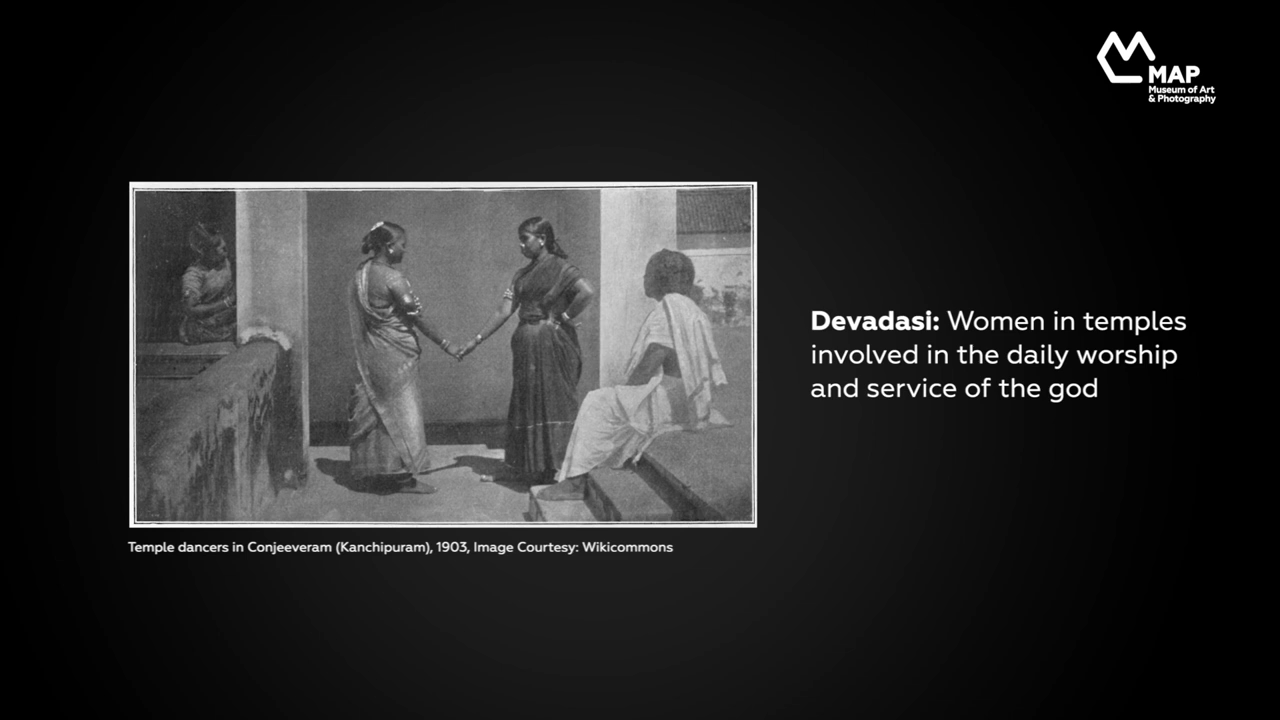 MAP
Museum of Art
& Photography
Devadasi: Women in temples
involved in the daily worship
and service of the god
Temple dancers in Conjeeveram (Kanchipuram), 1903, Image Courtesy: Wikicommons